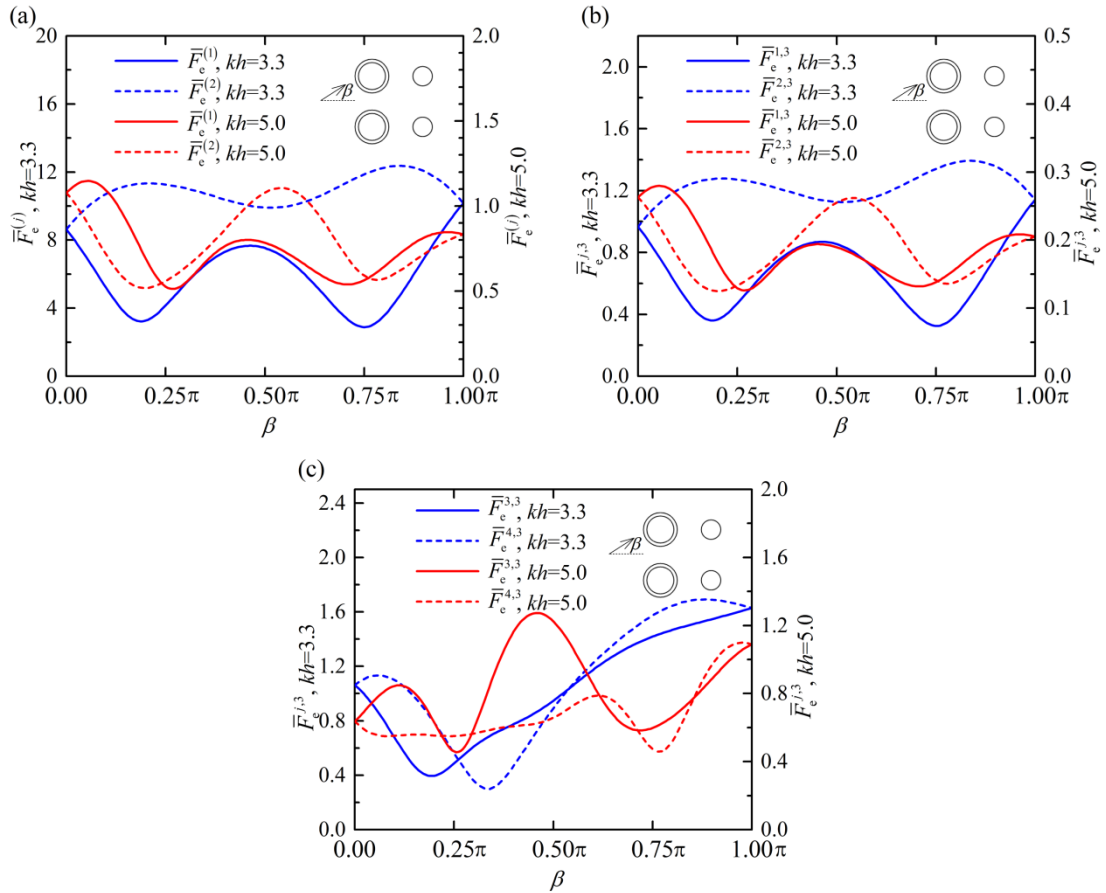 (a)
20
2.0
F̅e(1), kh=3.3
F̅e(2), kh=3.3
F̅e(1), kh=5.0
F̅e(2), kh=5.0
β
16
1.5
12
1.0
8
0.5
4
0
0.0
F̅e(j), kh=3.3
F̅e(j), kh=5.0
0.00 0.25π 0.50π 0.75π 1.00π
β
(b)
0.5
F̅e1,3, kh=3.3
F̅e2,3, kh=3.3
F̅e1,3, kh=5.0
F̅e2,3, kh=5.0
β
2.0
0.4
1.6
0.3
1.2
0.2
0.8
0.1
0.4
0.0
0.0
F̅ej,3, kh=3.3
F̅ej,3, kh=5.0
0.00 0.25π 0.50π 0.75π 1.00π
β
(c)
2.4
2.0
F̅e3,3, kh=3.3
F̅e4,3, kh=3.3
F̅e3,3, kh=5.0
F̅e4,3, kh=5.0
β
2.0
1.6
1.6
1.2
1.2
0.8
0.8
0.4
0.4
0.0
0.0
F̅ej,3, kh=3.3
F̅ej,3, kh=5.0
0.00 0.25π 0.50π 0.75π 1.00π
β